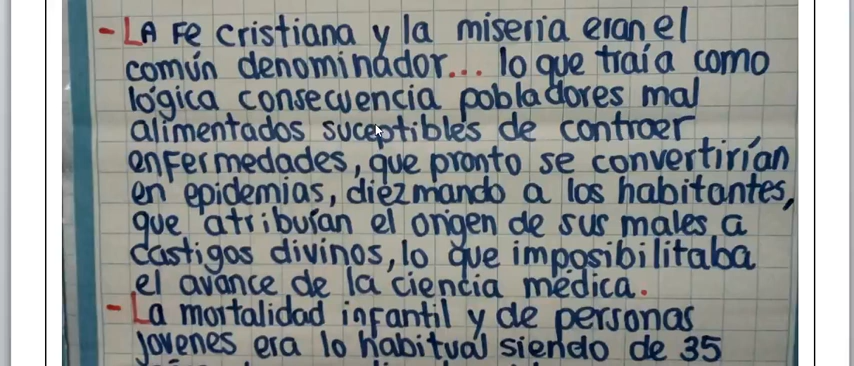 - LA Fe cristiana y la miseria eran el
común denominador... lo que traía como
lógica consecuencia pobladores mal
alimentados suceptibles de contraer
enfermedades, que pronto se convertirían
en epidemias, diezmando a los habitantes,
que atribuían el origen de sus males a
castigos divinos, lo que imposibilitaba
el avance de la ciencia médica.
- La mortalidad infantil y de personas
jovenes era lo habitual siendo de 35